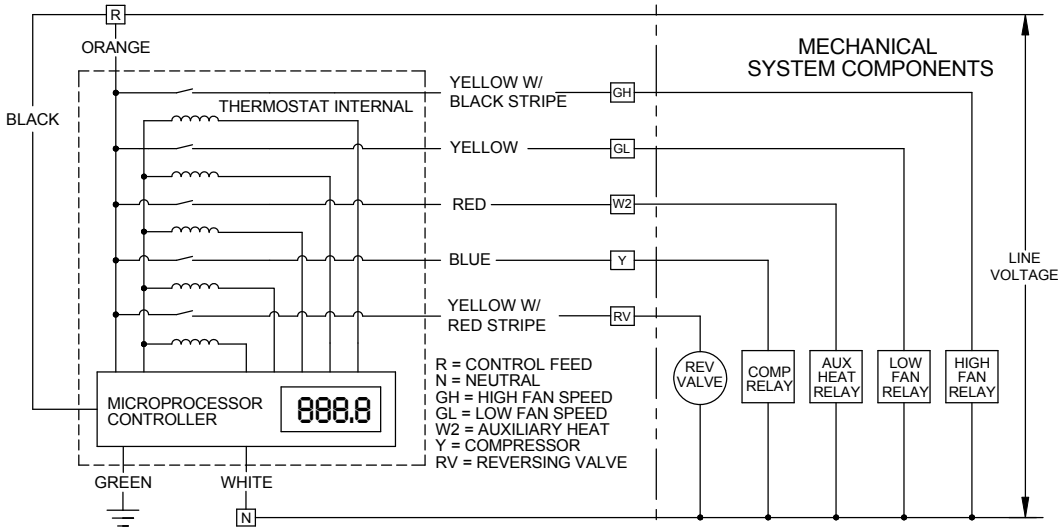 R
ORANGE
BLACK
MECHANICAL
SYSTEM COMPONENTS
YELLOW W/
BLACK STRIPE
GH
THERMOSTAT INTERNAL
YELLOW
GL
RED
W2
BLUE
Y
LINE
VOLTAGE
YELLOW W/
RED STRIPE
RV
REV
VALVE
COMP
RELAY
AUX
HEAT
RELAY
LOW
FAN
RELAY
HIGH
FAN
RELAY
MICROPROCESSOR
CONTROLLER
888.8
R = CONTROL FEED
N = NEUTRAL
GH = HIGH FAN SPEED
GL = LOW FAN SPEED
W2 = AUXILIARY HEAT
Y = COMPRESSOR
RV = REVERSING VALVE
GREEN
WHITE
N